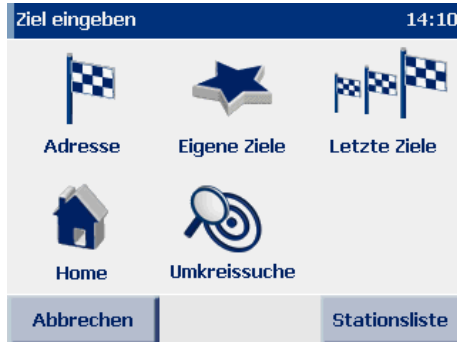 Ziel eingeben 14:10
Adresse Eigene Ziele Letzte Ziele
Home Umkreissuche
Abbrechen Stationsliste